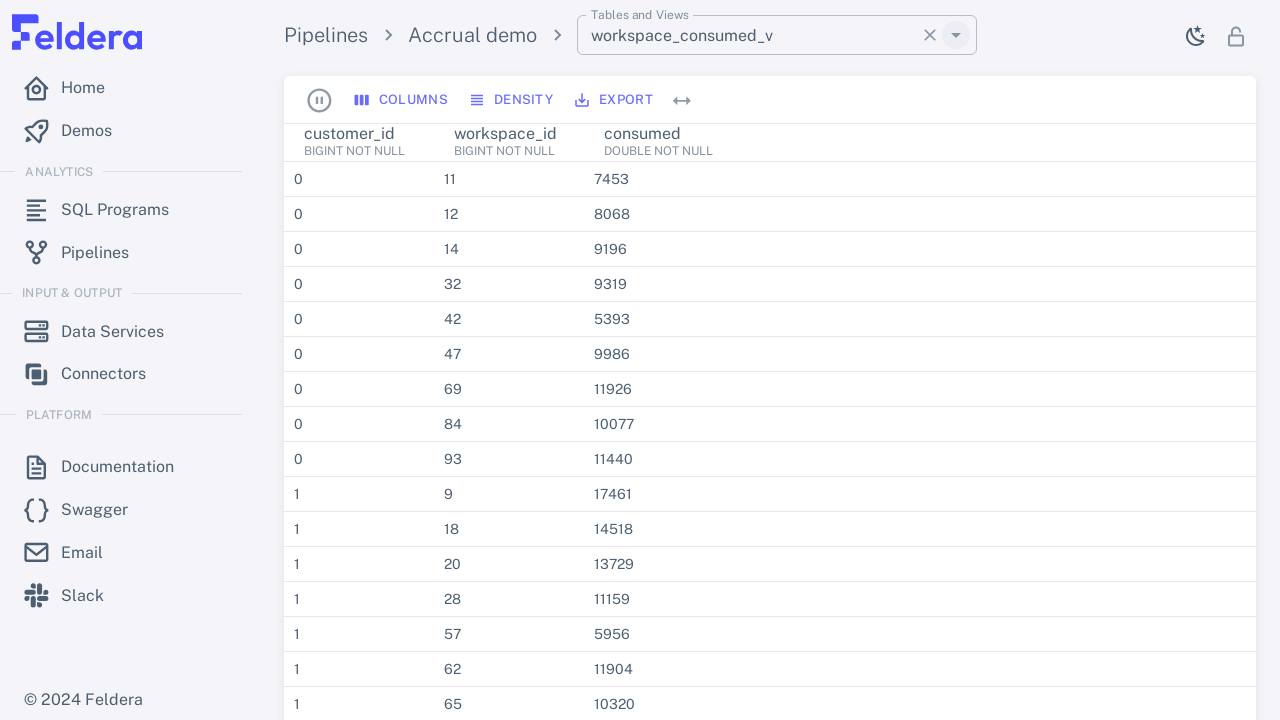 Feldera
Home
Demos
ANALYTICS
SQL Programs
Pipelines
INPUT & OUTPUT
Data Services
Connectors
PLATFORM
Documentation
Swagger
Email
Slack
© 2024 Feldera
Pipelines > Accrual demo >
Tables and Views
workspace_consumed_v
COLUMNS DENSITY EXPORT
customer_id workspace_id consumed
BIGINT NOT NULL BIGINT NOT NULL DOUBLE NOT NULL
0 11 7453
0 12 8068
0 14 9196
0 32 9319
0 42 5393
0 47 9986
0 69 11926
0 84 10077
0 93 11440
1 9 17461
1 18 14518
1 20 13729
1 28 11159
1 57 5956
1 62 11904
1 65 10320